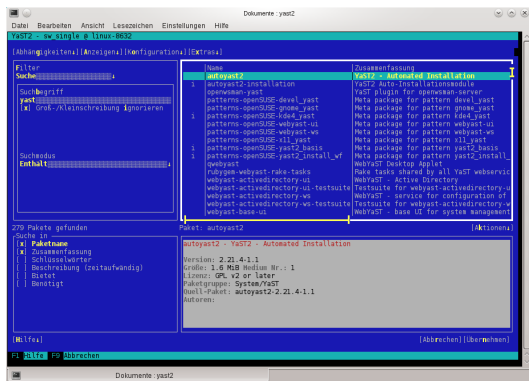 Dokumente : yast2
Datei Bearbeiten Ansicht Lesezeichen Einstellungen Hilfe
YaST2 - sw_single @ linux-8632
[Abhängigkeiten↓][Anzeigen↓][Konfiguration↓][Extras↓]
Filter
Suche
Suchbegriff
yast
[x] Groß-/Kleinschreibung ignorieren
Suchmodus
Enthält
Name Zusammenfassung
autoyast2 YaST2 - Automated Installation
i autoyast2-installation YaST2 Auto-Installationsmodule
openwsman-yast YaST plugin for openwsman-server
patterns-openSUSE-devel_yast Meta package for pattern devel_yast
patterns-openSUSE-gnome_yast Meta package for pattern gnome_yast
i patterns-openSUSE-kde4_yast Meta package for pattern kde4_yast
patterns-openSUSE-webyast-ui Meta package for pattern webyast-ui
patterns-openSUSE-webyast-ws Meta package for pattern webyast-ws
patterns-openSUSE-x11_yast Meta package for pattern x11_yast
i patterns-openSUSE-yast2_basis Meta package for pattern yast2_basis
i patterns-openSUSE-yast2_install_wf Meta package for pattern yast2_install_
qwebyast WebYaST Desktop Applet
rubygem-webyast-rake-tasks Rake tasks shared by all YaST webservic
webyast-activedirectory-ui WebYaST - Active Directory
webyast-activedirectory-ui-testsuite Testsuite for webyast-activedirectory-u
webyast-activedirectory-ws WebYaST - service for configuration of
webyast-activedirectory-ws-testsuite Testsuite for webyast-activedirectory-w
webyast-base-ui WebYaST - base UI for system management
279 Pakete gefunden
Paket: autoyast2 [Aktionen↓]
Suche in
[x] Paketname
[x] Zusammenfassung
[ ] Schlüsselwörter
[ ] Beschreibung (zeitaufwändig)
[ ] Bietet
[ ] Benötigt
autoyast2 - YaST2 - Automated Installation
Version: 2.21.4-1.1
Größe: 1.6 MiB Medium Nr.: 1
Lizenz: GPL v2 or later
Paketgruppe: System/YaST
Quell-Paket: autoyast2-2.21.4-1.1
Autoren:
[Hilfe↓] [Abbrechen][Übernehmen]
F1 Hilfe F9 Abbrechen
Dokumente : yast2